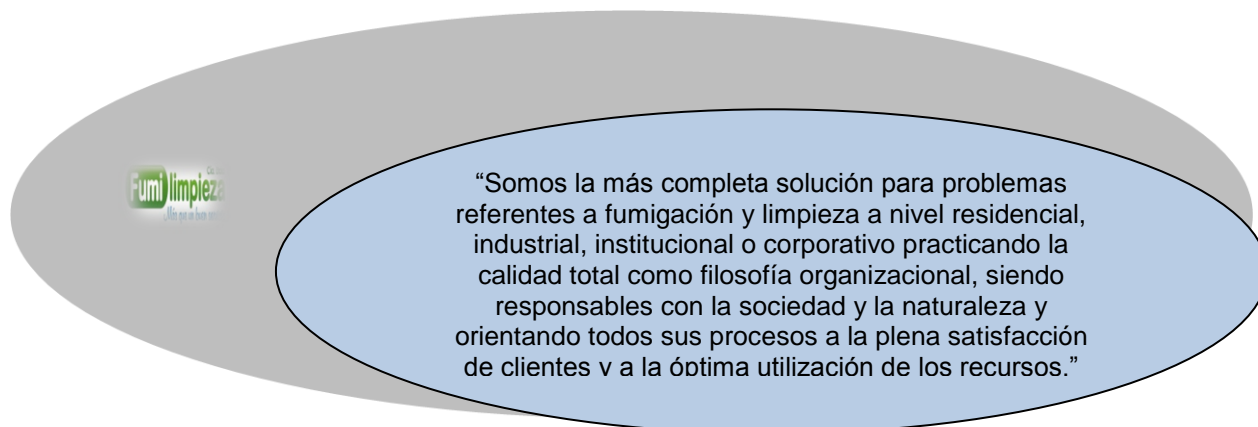 Fumi limpieza
“Somos la más completa solución para problemas
referentes a fumigación y limpieza a nivel residencial,
industrial, institucional o corporativo practicando la
calidad total como filosofía organizacional, siendo
responsables con la sociedad y la naturaleza y
orientando todos sus procesos a la plena satisfacción
de clientes y a la óptima utilización de los recursos.”